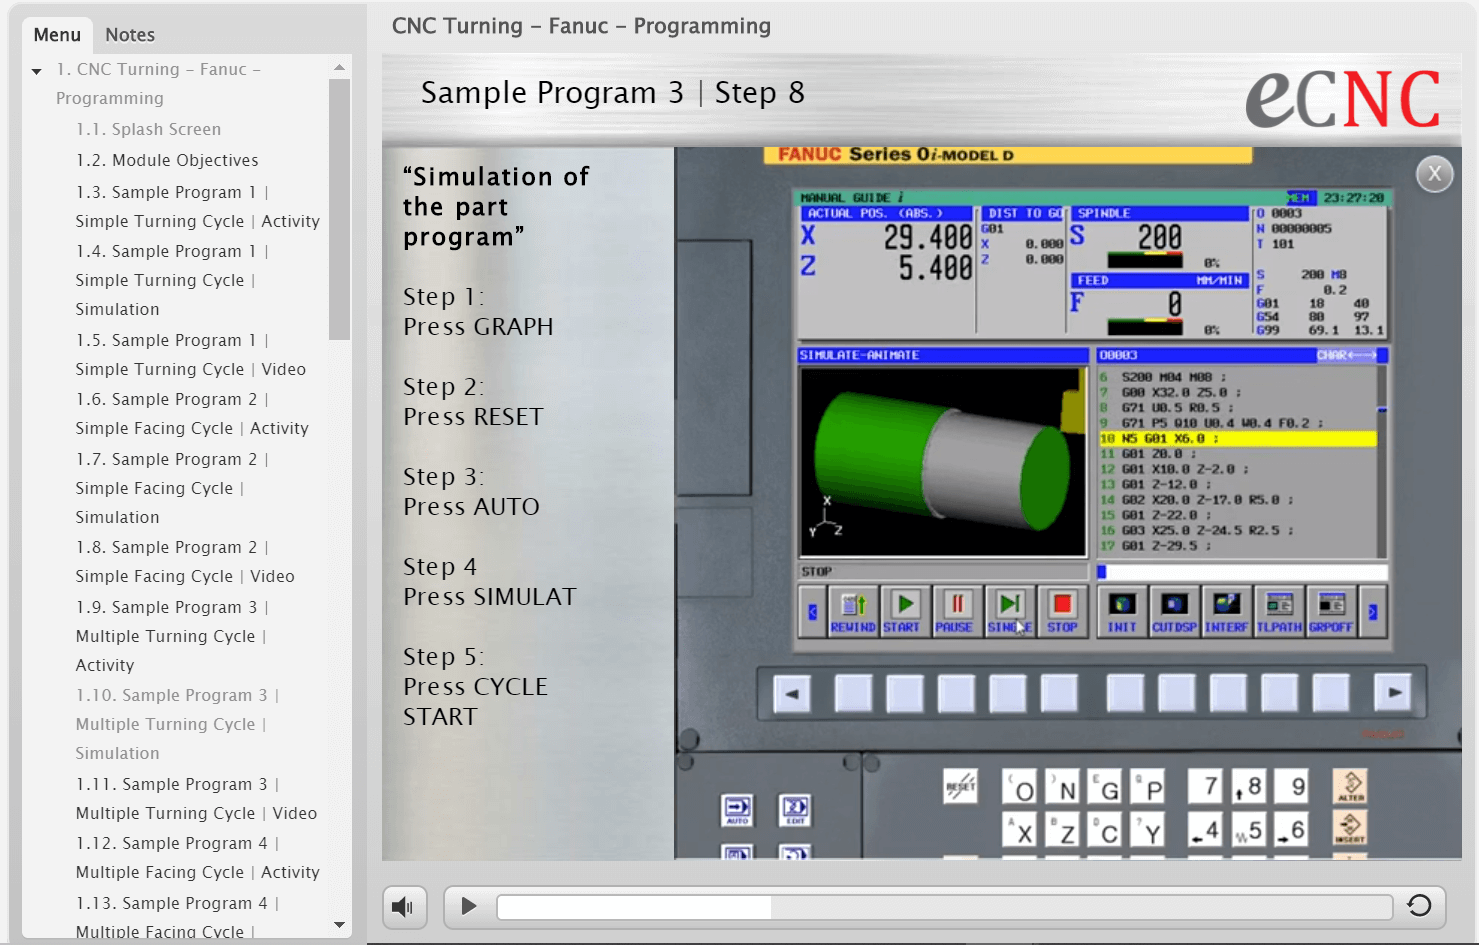 Menu
Notes
1. CNC Turning – Fanuc –
Programming
1.1. Splash Screen
1.2. Module Objectives
1.3. Sample Program 1 |
Simple Turning Cycle | Activity
1.4. Sample Program 1 |
Simple Turning Cycle |
Simulation
1.5. Sample Program 1 |
Simple Turning Cycle | Video
1.6. Sample Program 2 |
Simple Facing Cycle | Activity
1.7. Sample Program 2 |
Simple Facing Cycle |
Simulation
1.8. Sample Program 2 |
Simple Facing Cycle | Video
1.9. Sample Program 3 |
Multiple Turning Cycle |
Activity
1.10. Sample Program 3 |
Multiple Turning Cycle |
Simulation
1.11. Sample Program 3 |
Multiple Turning Cycle | Video
1.12. Sample Program 4 |
Multiple Facing Cycle | Activity
1.13. Sample Program 4 |
Multiple Facing Cycle |
CNC Turning – Fanuc – Programming
Sample Program 3 | Step 8
eCNC
“Simulation of
the part
program”
Step 1:
Press GRAPH
Step 2:
Press RESET
Step 3:
Press AUTO
Step 4
Press SIMULAT
Step 5:
Press CYCLE
START
FANUC Series 0i-MODEL D
X
MANUAL GUIDE i
MEM 23:27:20
ACTUAL POS. (ABS.)
X 29.400
Z 5.400
DIST TO GO
G01
X 0.000
Z 0.000
SPINDLE
S 200
0%
FEED MM/MIN
F 0
0%
O 0003
N 00000005
T 101
S 200 M8
F 0.2
G01 18 40
G54 80 97
G99 69.1 13.1
SIMULATE-ANIMATE
X
Y
Z
STOP
O0003 CHAR
6 S200 M04 M08 ;
7 G00 X32.0 Z5.0 ;
8 G71 U0.5 R0.5 ;
9 G71 P5 Q10 U0.4 W0.4 F0.2 ;
10 N5 G01 X6.0 ;
11 G01 Z0.0 ;
12 G01 X10.0 Z-2.0 ;
13 G01 Z-12.0 ;
14 G02 X20.0 Z-17.0 R5.0 ;
15 G01 Z-22.0 ;
16 G03 X25.0 Z-24.5 R2.5 ;
17 G01 Z-29.5 ;
< REWIND START PAUSE SINGLE STOP
INIT CUTDSP INTERF TLPATH GRPOFF >
AUTO
EDIT
RESET
( O ) N E G Q P 7 8 9 ALTER
A X B Z D C ? Y 4 W 5 6 INSERT